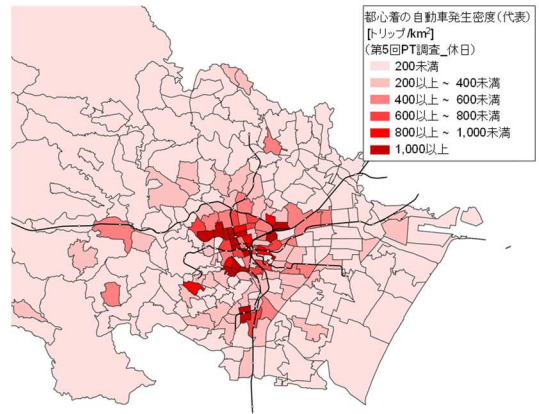 都心着の自動車発生密度(代表)
[トリップ/km²]
(第5回PT調査_休日)
200未満
200以上~ 400未満
400以上~ 600未満
600以上~ 800未満
800以上~ 1,000未満
1,000以上